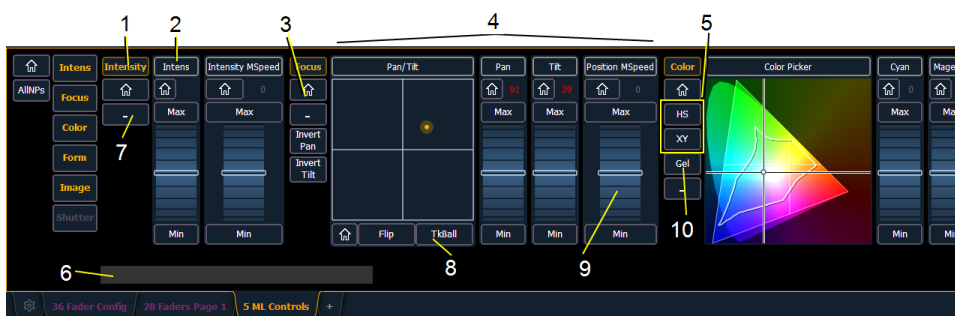 1
2
3
4
5
Intens
Intensity
Intens
Intensity MSpeed
Focus
Pan/Tilt
Pan
Tilt
Position MSpeed
Color
Color Picker
Cyan
Mage
AllNPs
Focus
0
91
39
0
0
-
Max
Max
-
Max
Max
Max
HS
Max
Max
Color
Invert
Pan
XY
7
Form
Invert
Tilt
Gel
Image
-
Shutter
Min
Min
Flip
TkBall
Min
Min
Min
10
Min
Min
6
8
9
36 Fader Config
28 Faders Page 1
5 ML Controls
+